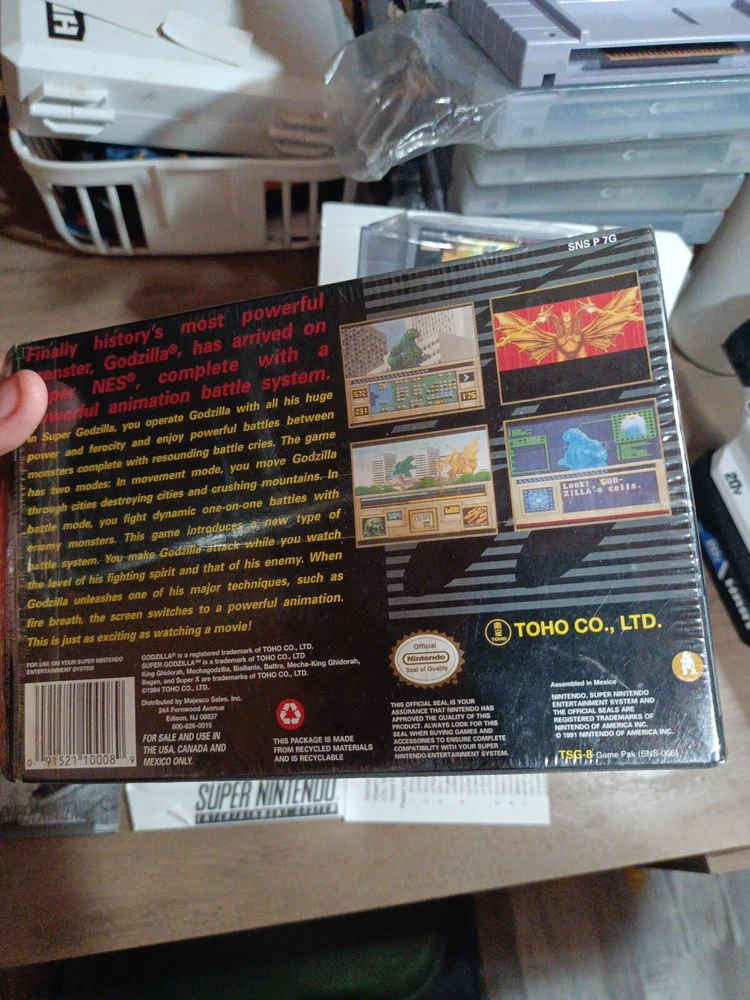 SNS P 7G
Finally history's most powerful
monster, Godzilla®, has arrived on
NES®, complete with a
powerful animation battle system.
In Super Godzilla, you operate Godzilla with all his huge
power and ferocity and enjoy powerful battles between
monsters complete with resounding battle cries. The game
has two modes: In movement mode, you move Godzilla
through cities destroying cities and crushing mountains. In
battle mode, you fight dynamic one-on-one battles with
enemy monsters. This game introduces a new type of
battle system. You make Godzilla attack while you watch
the level of his fighting spirit and that of his enemy. When
Godzilla unleashes one of his major techniques, such as
fire breath, the screen switches to a powerful animation.
This is just as exciting as watching a movie!
572
231
175
504
600
Look! GOD-
ZILLA's cells.
TOHO
TOHO CO., LTD.
FOR USE ON YOUR SUPER NINTENDO
ENTERTAINMENT SYSTEM
0 91521 10008 9
GODZILLA® is a registered trademark of TOHO CO., LTD.
SUPER GODZILLA™ is a trademark of TOHO CO., LTD
King Ghidorah, Mechagodzilla, Biollante, Battra, Mecha-King Ghidorah,
Bagan, and Super X are trademarks of TOHO CO., LTD.
©1994 TOHO CO., LTD.
Distributed by Majesco Sales. Inc.
244 Fernwood Avenue
Edison, NJ 08837
800-826-0015
FOR SALE AND USE IN
THE USA, CANADA AND
MEXICO ONLY.
THIS PACKAGE IS MADE
FROM RECYCLED MATERIALS
AND IS RECYCLABLE
Official
Nintendo
Seal of Quality
THIS OFFICIAL SEAL IS YOUR
ASSURANCE THAT NINTENDO HAS
APPROVED THE QUALITY OF THIS
PRODUCT. ALWAYS LOOK FOR THIS
SEAL WHEN BUYING GAMES AND
ACCESSORIES TO ENSURE COMPLETE
COMPATIBILITY WITH YOUR SUPER
NINTENDO ENTERTAINMENT SYSTEM.
Assembled in Mexico
NINTENDO, SUPER NINTENDO
ENTERTAINMENT SYSTEM AND
THE OFFICIAL SEALS ARE
REGISTERED TRADEMARKS OF
NINTENDO OF AMERICA INC.
© 1991 NINTENDO OF AMERICA INC.
TSG-8 Game Pak (SNS-006)
20V
SUPER NINTENDO
ENTERTAINMENT SYSTEM